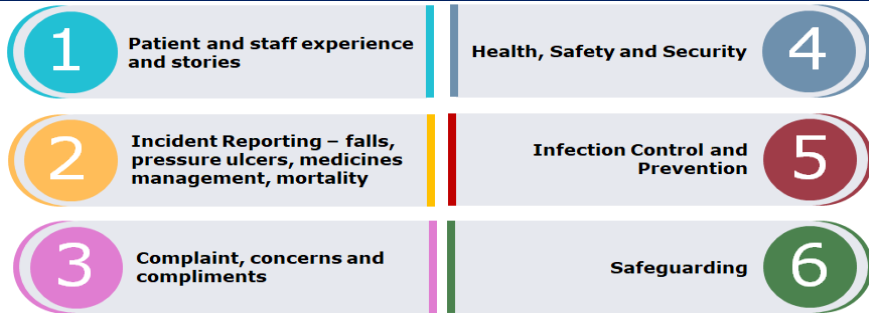 1
Patient and staff experience
and stories
2
Incident Reporting – falls,
pressure ulcers, medicines
management, mortality
3
Complaint, concerns and
compliments
Health, Safety and Security
4
Infection Control and
Prevention
5
Safeguarding
6